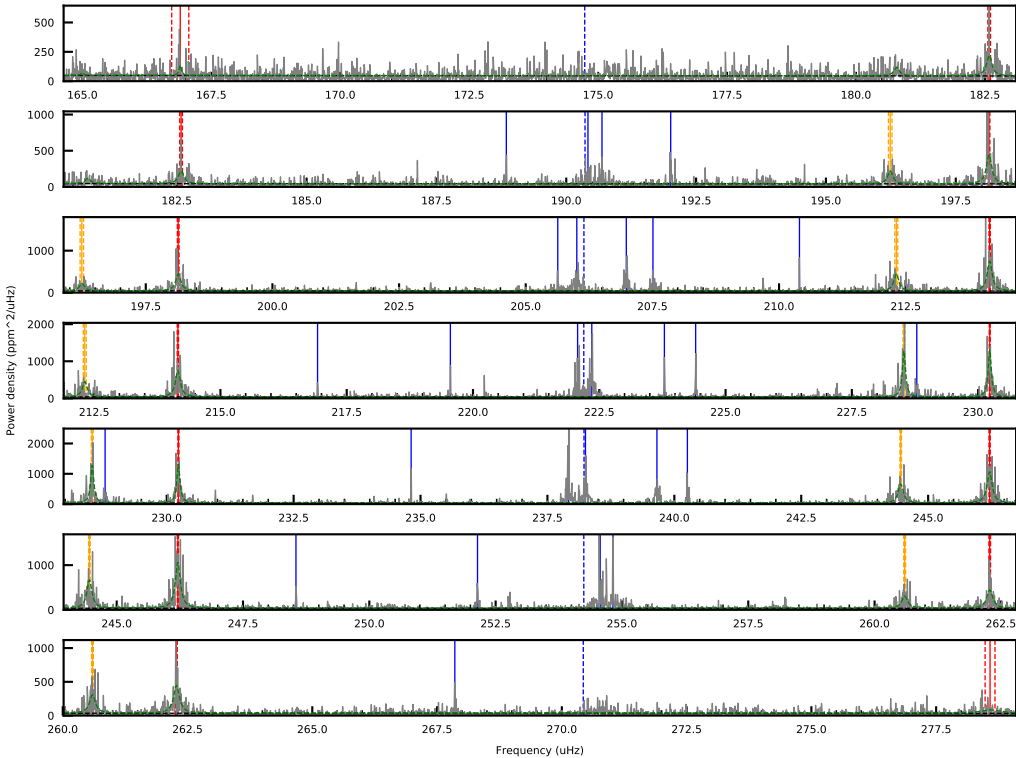 500
250
0
165.0 167.5 170.0 172.5 175.0 177.5 180.0 182.5
1000
500
0
182.5 185.0 187.5 190.0 192.5 195.0 197.5
1000
0
197.5 200.0 202.5 205.0 207.5 210.0 212.5
2000
1000
0
212.5 215.0 217.5 220.0 222.5 225.0 227.5 230.0
Power density (ppm^2/uHz)
2000
1000
0
230.0 232.5 235.0 237.5 240.0 242.5 245.0
1000
0
245.0 247.5 250.0 252.5 255.0 257.5 260.0 262.5
1000
500
0
260.0 262.5 265.0 267.5 270.0 272.5 275.0 277.5
Frequency (uHz)